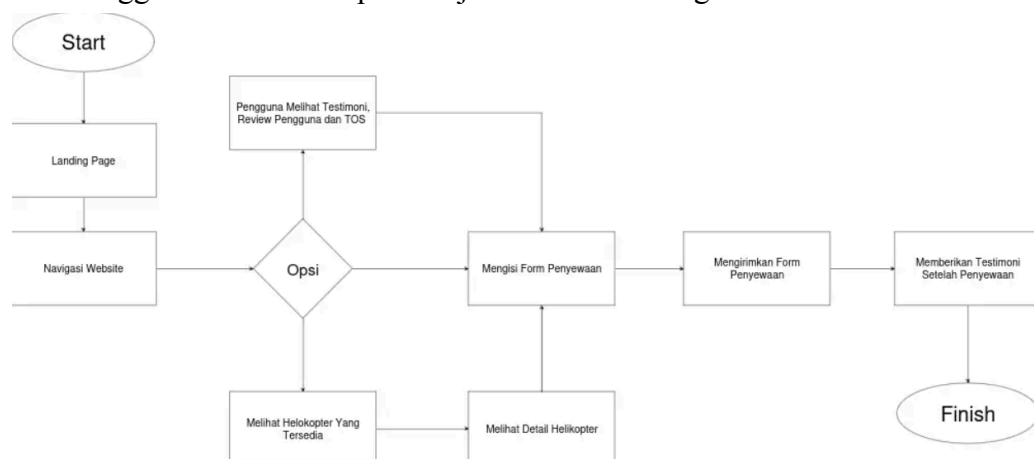 Start
Landing Page
Navigasi Website
Opsi
Pengguna Melihat Testimoni,
Review Pengguna dan TOS
Melihat Helokopter Yang
Tersedia
Melihat Detail Helikopter
Mengisi Form Penyewaan
Mengirimkan Form
Penyewaan
Memberikan Testimoni
Setelah Penyewaan
Finish